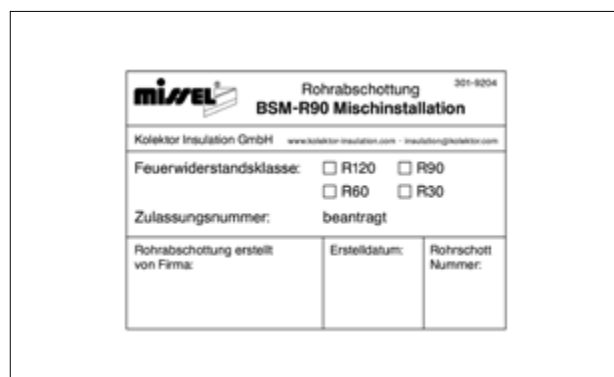 missel®
Rohrabschottung
301-9204
BSM-R90 Mischinstallation
Kolektor Insulation GmbH www.kolektor-insulation.com - insulation@kolektor.com
Feuerwiderstandsklasse: ☐ R120 ☐ R90
☐ R60 ☐ R30
Zulassungsnummer: beantragt
Rohrabschottung erstellt
von Firma:
Erstelldatum:
Rohrschott
Nummer: